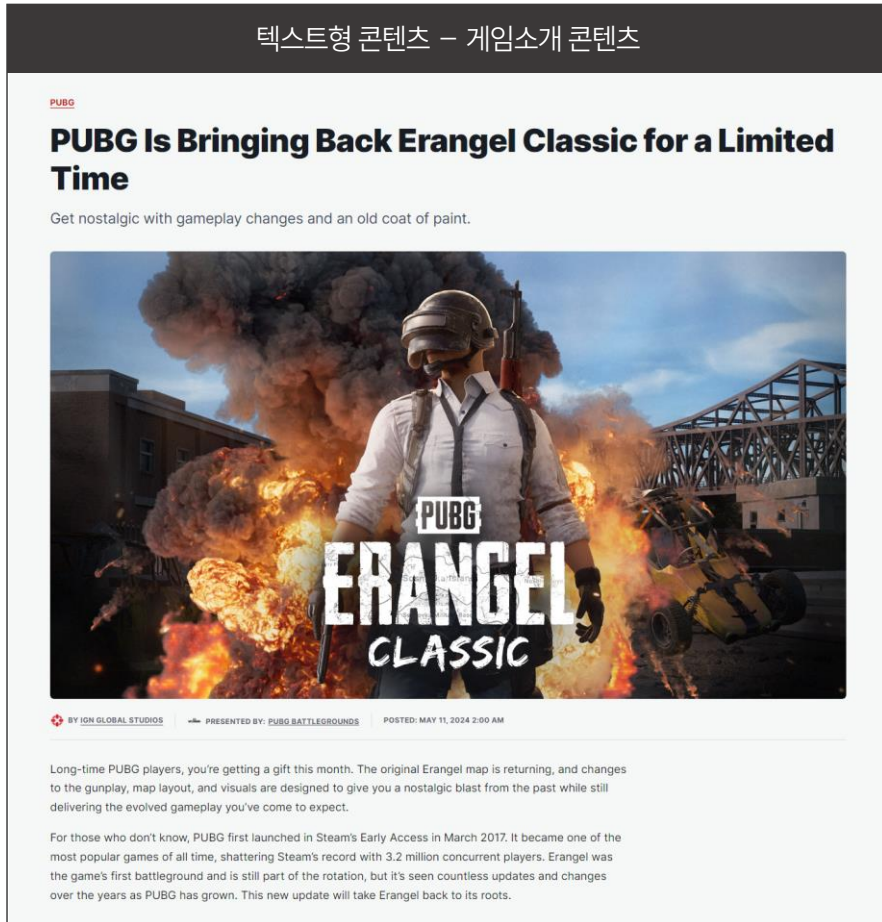 텍스트형 콘텐츠 – 게임소개 콘텐츠
PUBG
PUBG Is Bringing Back Erangel Classic for a Limited
Time
Get nostalgic with gameplay changes and an old coat of paint.
PUBG
ERANGEL
CLASSIC
BY IGN GLOBAL STUDIOS PRESENTED BY: PUBG BATTLEGROUNDS POSTED: MAY 11, 2024 2:00 AM
Long-time PUBG players, you're getting a gift this month. The original Erangel map is returning, and changes
to the gunplay, map layout, and visuals are designed to give you a nostalgic blast from the past while still
delivering the evolved gameplay you've come to expect.
For those who don't know, PUBG first launched in Steam's Early Access in March 2017. It became one of the
most popular games of all time, shattering Steam's record with 3.2 million concurrent players. Erangel was
the game's first battleground and is still part of the rotation, but it's seen countless updates and changes
over the years as PUBG has grown. This new update will take Erangel back to its roots.